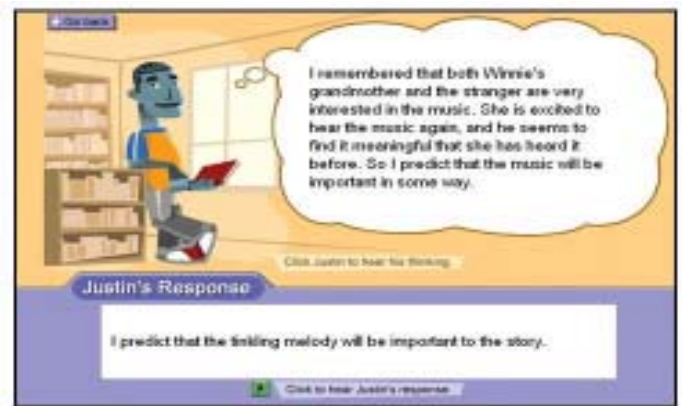 Go back
I remembered that both Winnie's
grandmother and the stranger are very
interested in the music. She is excited to
hear the music again, and he seems to
find it meaningful that she has heard it
before. So I predict that the music will be
important in some way.
Click Justin to hear his thinking.
Justin's Response
I predict that the tinkling melody will be important to the story.
Click to hear Justin's response